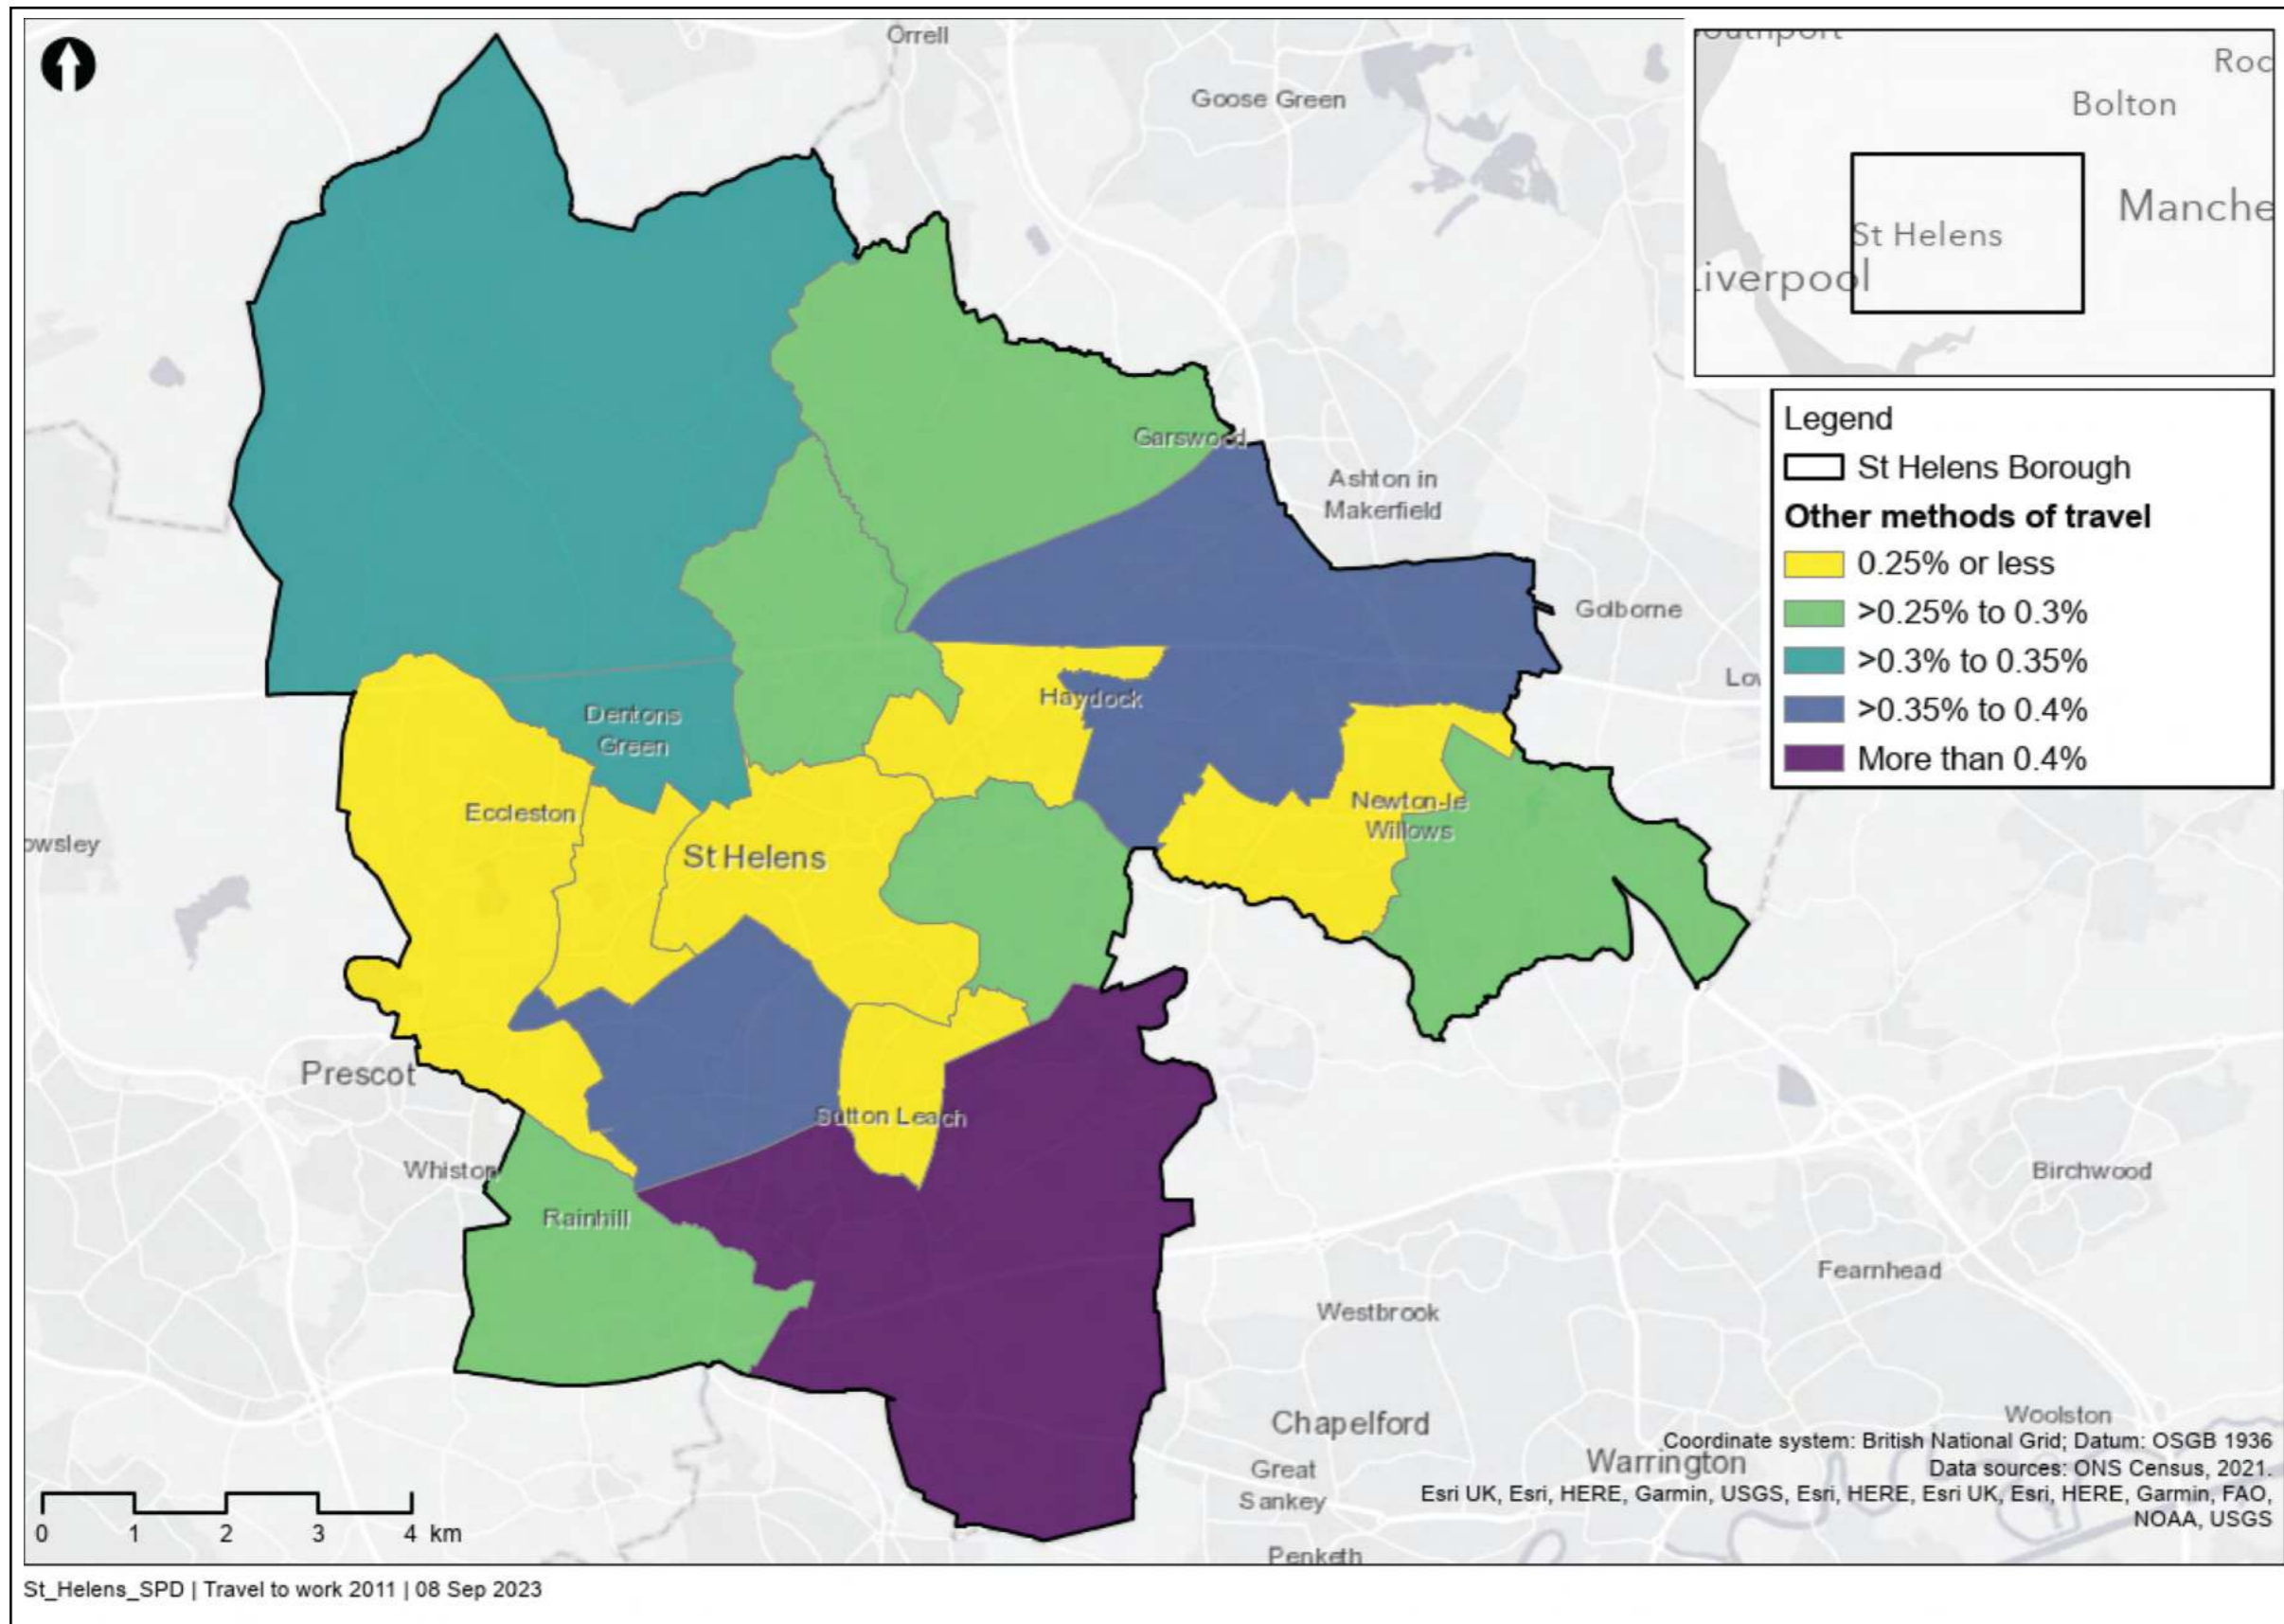 Orrell
Goose Green
Garswood
Ashton in
Makerfield
Golborne
Haydock
Dentons
Green
Eccleston
St Helens
Newton-le
Willows
owsley
Prescot
Sutton Leach
Whiston
Rainhill
Birchwood
Fearnhead
Westbrook
Chapelford
Great
Sankey
Warrington
Woolston
Penketh
Roc
Bolton
Manche
St Helens
iverpool
Legend
St Helens Borough
Other methods of travel
0.25% or less
>0.25% to 0.3%
>0.3% to 0.35%
>0.35% to 0.4%
More than 0.4%
0 1 2 3 4 km
Coordinate system: British National Grid; Datum: OSGB 1936
Data sources: ONS Census, 2021.
Esri UK, Esri, HERE, Garmin, USGS, Esri, HERE, Esri UK, Esri, HERE, Garmin, FAO,
NOAA, USGS
St_Helens_SPD | Travel to work 2011 | 08 Sep 2023